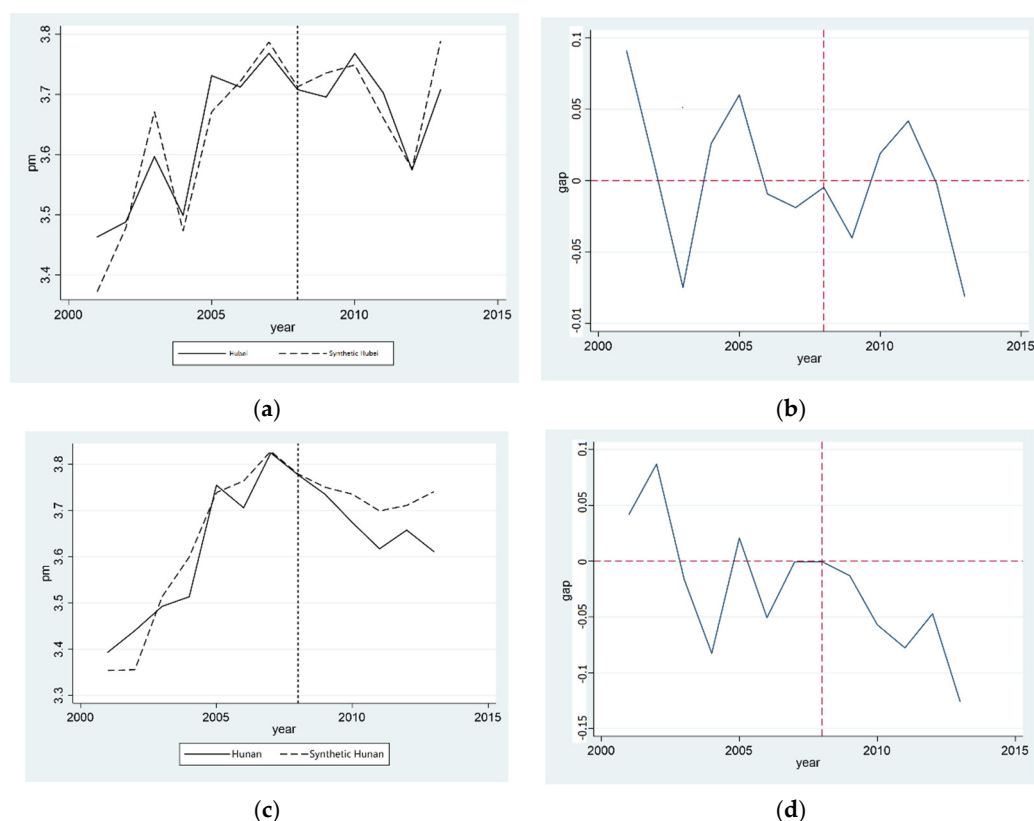 3.8
3.7
3.6
3.5
3.4
pm
2000 2005 2010 2015
year
Hubei Synthetic Hubei
(a)
0.1
0.05
0
-0.05
-0.01
gap
2000 2005 2010 2015
year
(b)
3.8
3.7
3.6
3.5
3.4
3.3
pm
2000 2005 2010 2015
year
Hunan Synthetic Hunan
(c)
0.1
0.05
0
-0.05
-0.1
-0.15
gap
2000 2005 2010 2015
year
(d)